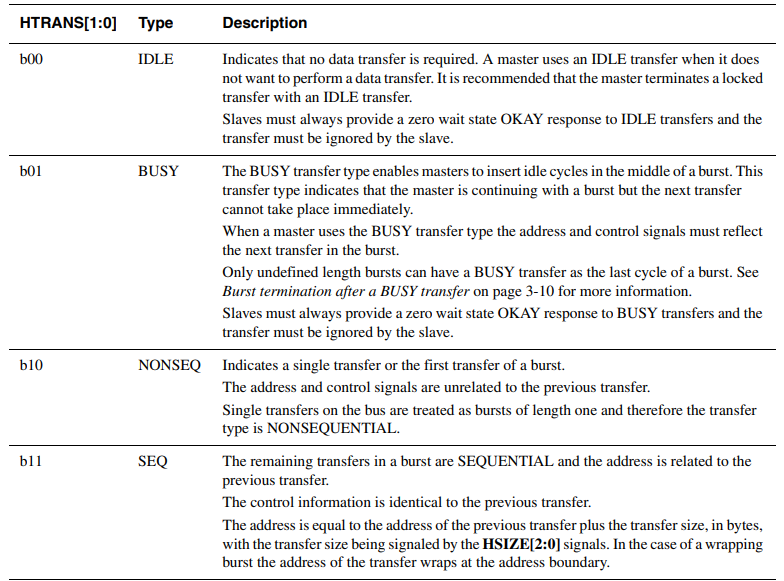 HTRANS[1:0] Type Description
b00 IDLE Indicates that no data transfer is required. A master uses an IDLE transfer when it does
not want to perform a data transfer. It is recommended that the master terminates a locked
transfer with an IDLE transfer.
Slaves must always provide a zero wait state OKAY response to IDLE transfers and the
transfer must be ignored by the slave.
b01 BUSY The BUSY transfer type enables masters to insert idle cycles in the middle of a burst. This
transfer type indicates that the master is continuing with a burst but the next transfer
cannot take place immediately.
When a master uses the BUSY transfer type the address and control signals must reflect
the next transfer in the burst.
Only undefined length bursts can have a BUSY transfer as the last cycle of a burst. See
Burst termination after a BUSY transfer on page 3-10 for more information.
Slaves must always provide a zero wait state OKAY response to BUSY transfers and the
transfer must be ignored by the slave.
b10 NONSEQ Indicates a single transfer or the first transfer of a burst.
The address and control signals are unrelated to the previous transfer.
Single transfers on the bus are treated as bursts of length one and therefore the transfer
type is NONSEQUENTIAL.
b11 SEQ The remaining transfers in a burst are SEQUENTIAL and the address is related to the
previous transfer.
The control information is identical to the previous transfer.
The address is equal to the address of the previous transfer plus the transfer size, in bytes,
with the transfer size being signaled by the HSIZE[2:0] signals. In the case of a wrapping
burst the address of the transfer wraps at the address boundary.